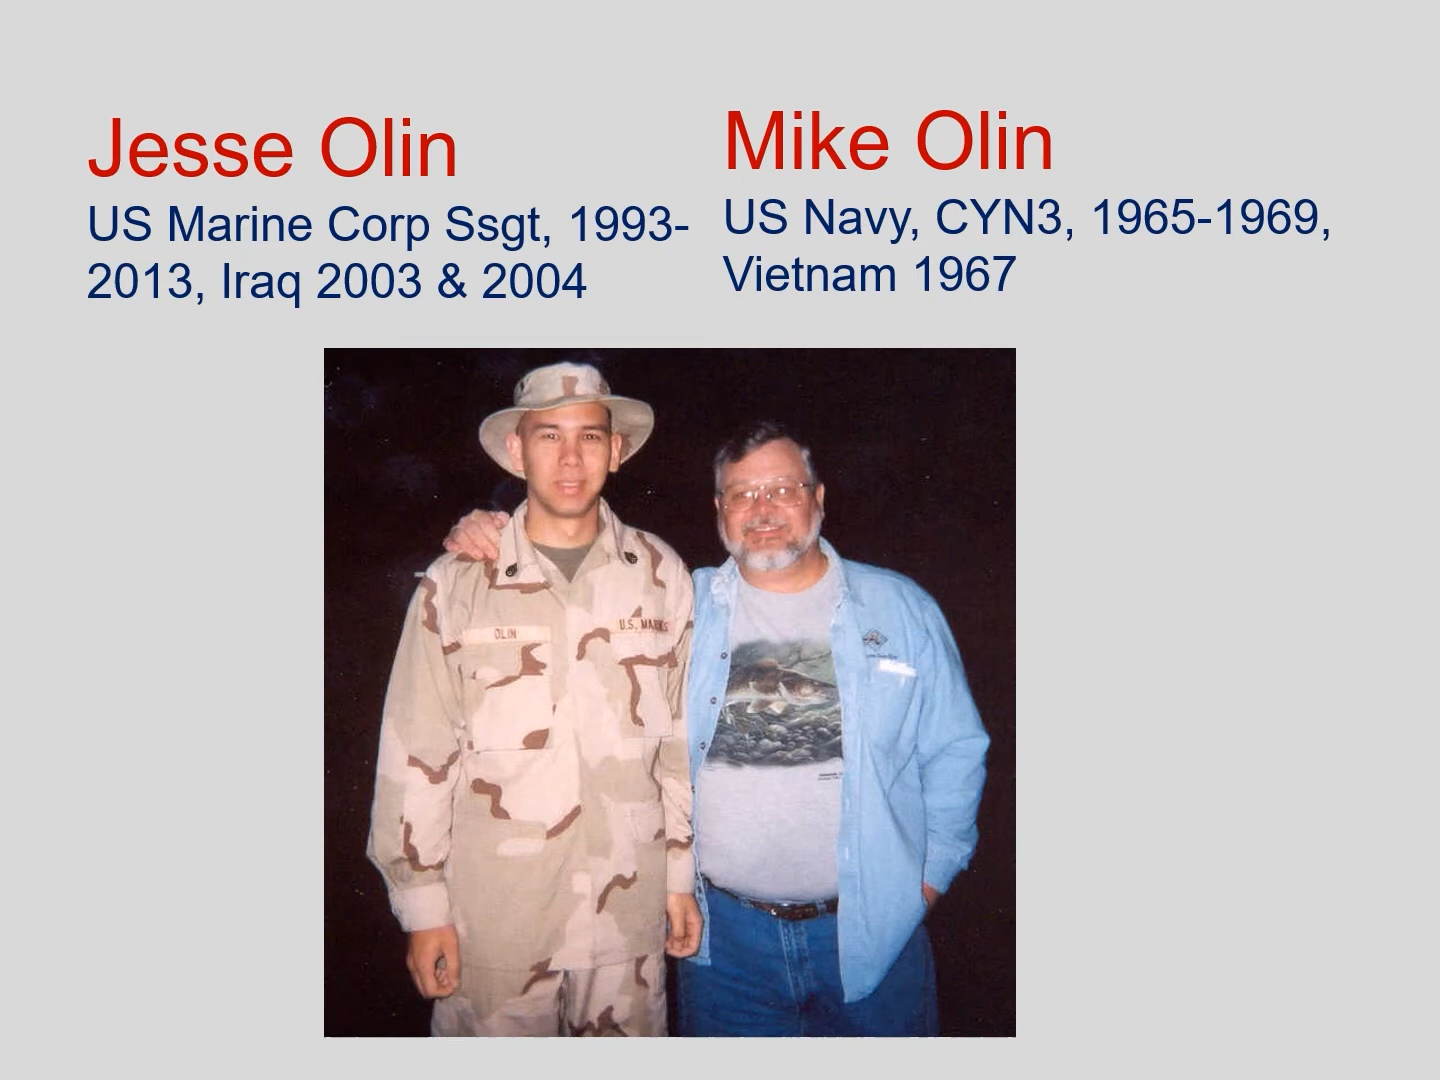 Jesse Olin
US Marine Corp Ssgt, 1993-
2013, Iraq 2003 & 2004
Mike Olin
US Navy, CYN3, 1965-1969,
Vietnam 1967
OLIN
U.S. MARINES